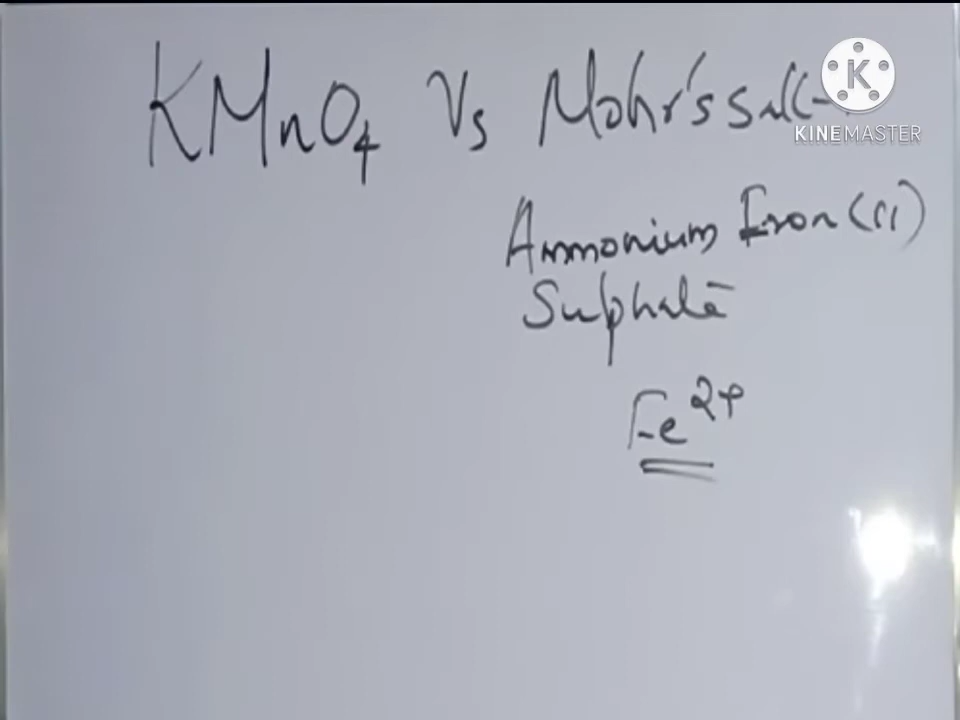 KMnO4 Vs Mohr's salt
K
KINEMASTER
Ammonium Iron (II)
Sulphate
Fe2+